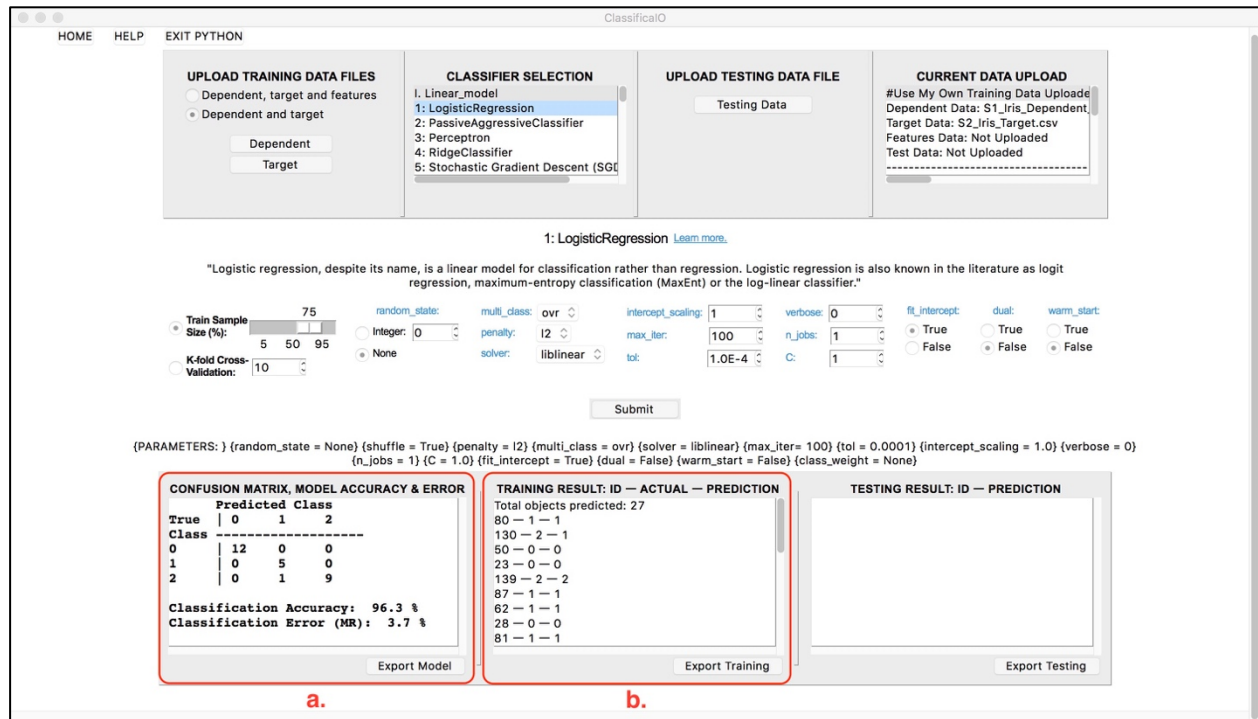 ClassificaIO
HOME HELP EXIT PYTHON
UPLOAD TRAINING DATA FILES
Dependent, target and features
Dependent and target
Dependent
Target
CLASSIFIER SELECTION
I. Linear_model
1: LogisticRegression
2: PassiveAggressiveClassifier
3: Perceptron
4: RidgeClassifier
5: Stochastic Gradient Descent (SGD
UPLOAD TESTING DATA FILE
Testing Data
CURRENT DATA UPLOAD
#Use My Own Training Data Uploade
Dependent Data: S1_Iris_Dependent_
Target Data: S2_Iris_Target.csv
Features Data: Not Uploaded
Test Data: Not Uploaded
-----------------------------------
1: LogisticRegression Learn more.
"Logistic regression, despite its name, is a linear model for classification rather than regression. Logistic regression is also known in the literature as logit
regression, maximum-entropy classification (MaxEnt) or the log-linear classifier."
Train Sample
Size (%):
75
5 50 95
K-fold Cross-
Validation:
10
random_state:
Integer: 0
None
multi_class: ovr
penalty: l2
solver: liblinear
intercept_scaling: 1
max_iter: 100
tol: 1.0E-4
verbose: 0
n_jobs: 1
C: 1
fit_intercept:
True
False
dual:
True
False
warm_start:
True
False
Submit
{PARAMETERS: } {random_state = None} {shuffle = True} {penalty = l2} {multi_class = ovr} {solver = liblinear} {max_iter= 100} {tol = 0.0001} {intercept_scaling = 1.0} {verbose = 0}
{n_jobs = 1} {C = 1.0} {fit_intercept = True} {dual = False} {warm_start = False} {class_weight = None}
CONFUSION MATRIX, MODEL ACCURACY & ERROR
Predicted Class
True | 0 1 2
Class --------------------
0 | 12 0 0
1 | 0 5 0
2 | 0 1 9
Classification Accuracy: 96.3 %
Classification Error (MR): 3.7 %
Export Model
a.
TRAINING RESULT: ID — ACTUAL — PREDICTION
Total objects predicted: 27
80 — 1 — 1
130 — 2 — 1
50 — 0 — 0
23 — 0 — 0
139 — 2 — 2
87 — 1 — 1
62 — 1 — 1
28 — 0 — 0
81 — 1 — 1
Export Training
b.
TESTING RESULT: ID — PREDICTION
Export Testing